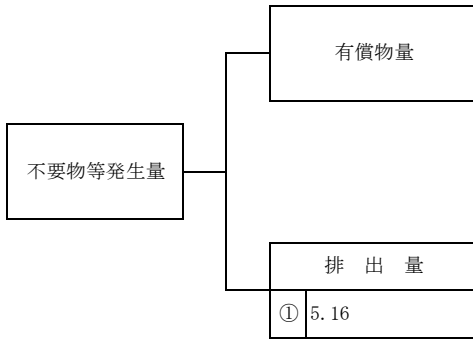 有償物量
不要物等発生量
排 出 量
① 5.16